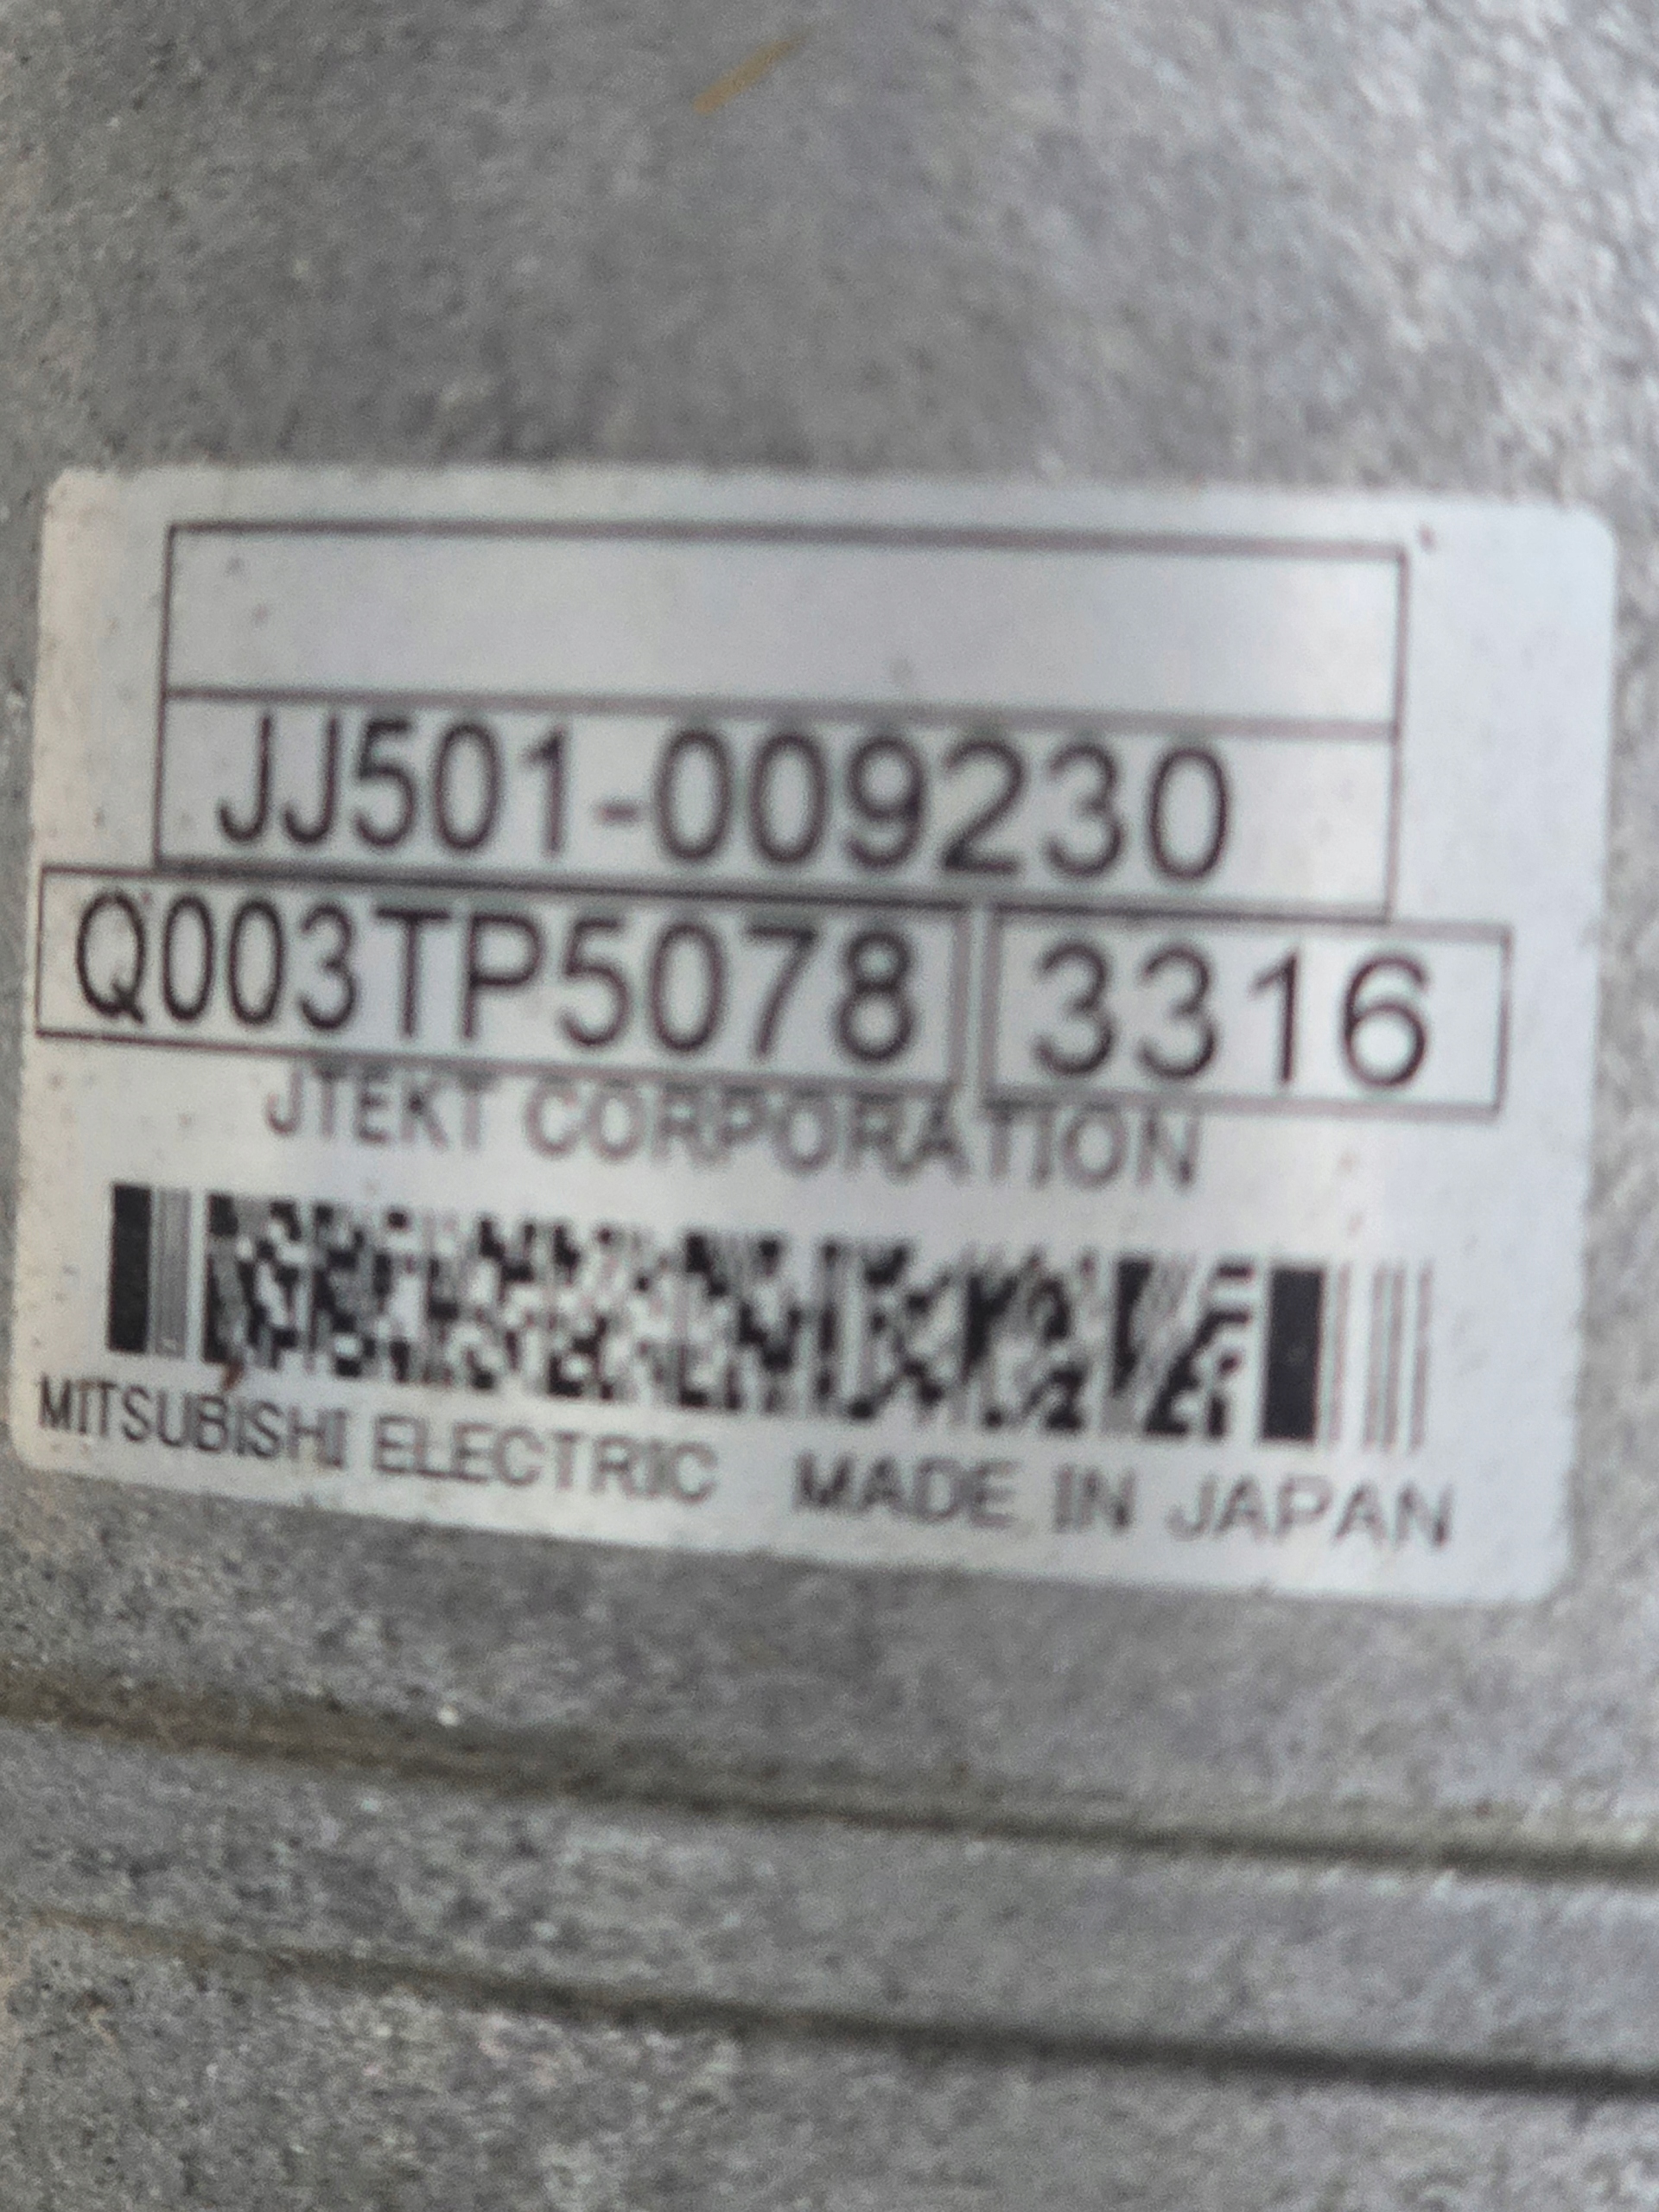 JJ501-009230
Q003TP5078 3316
JTEKT CORPORATION
MITSUBISHI ELECTRIC MADE IN JAPAN